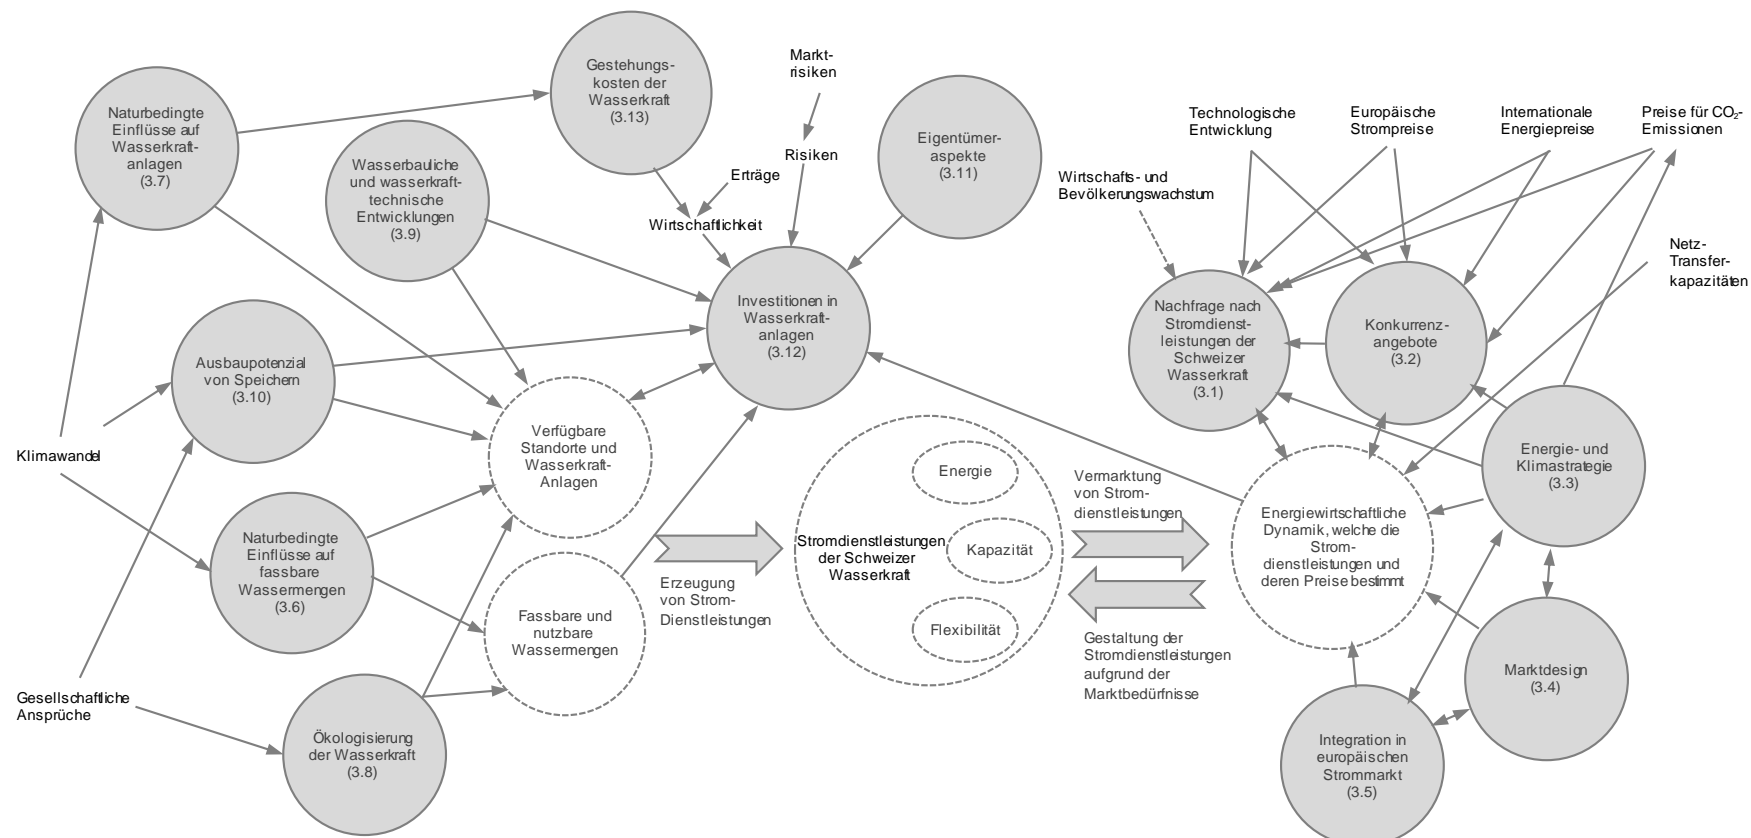 Naturbedingte
Einflüsse auf
Wasserkraft-
anlagen
(3.7)
Gestehungs-
kosten der
Wasserkraft
(3.13)
Markt-
risiken
Risiken
Erträge
Wirtschaftlichkeit
Wasserbauliche
und wasserkraft-
technische
Entwicklungen
(3.9)
Eigentümer-
aspekte
(3.11)
Investitionen in
Wasserkraft-
anlagen
(3.12)
Ausbaupotenzial
von Speichern
(3.10)
Klimawandel
Verfügbare
Standorte und
Wasserkraft-
Anlagen
Naturbedingte
Einflüsse auf
fassbare
Wassermengen
(3.6)
Fassbare und
nutzbare
Wassermengen
Gesellschaftliche
Ansprüche
Ökologisierung
der Wasserkraft
(3.8)
Erzeugung
von Strom-
Dienstleistungen
Stromdienstleistungen
der Schweizer
Wasserkraft
Energie
Kapazität
Flexibilität
Vermarktung
von Strom-
dienstleistungen
Gestaltung der
Stromdienstleistungen
aufgrund der
Marktbedürfnisse
Technologische
Entwicklung
Europäische
Strompreise
Internationale
Energiepreise
Preise für CO₂-
Emissionen
Wirtschafts- und
Bevölkerungswachstum
Netz-
Transfer-
kapazitäten
Nachfrage nach
Stromdienst-
leistungen der
Schweizer
Wasserkraft
(3.1)
Konkurrenz-
angebote
(3.2)
Energie- und
Klimastrategie
(3.3)
Energiewirtschaftliche
Dynamik, welche die
Strom-
dienstleistungen und
deren Preise bestimmt
Marktdesign
(3.4)
Integration in
europäischen
Strommarkt
(3.5)